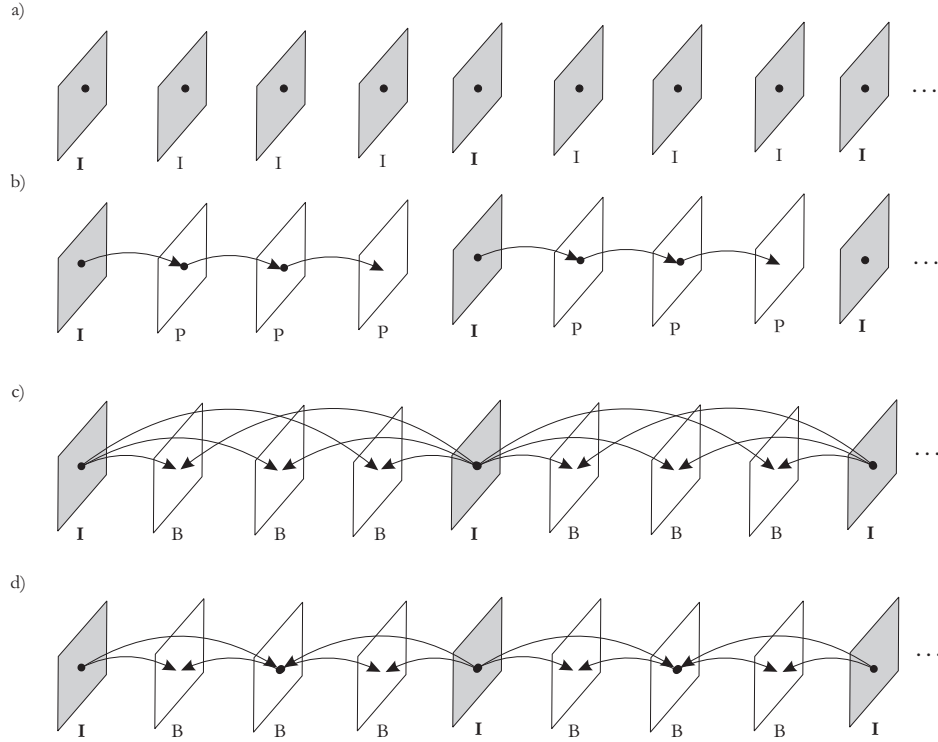 a)
I I I I I I I I I ...
b)
I P P P I P P P I ...
c)
I B B B I B B B I ...
d)
I B B B I B B B I ...